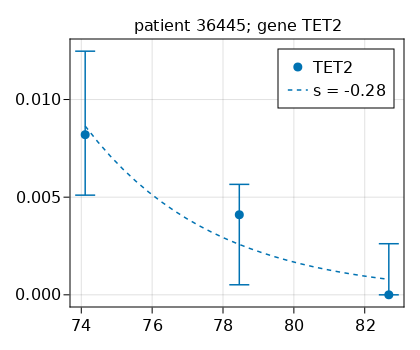 patient 36445; gene TET2
TET2
s = -0.28
0.010
0.005
0.000
74 76 78 80 82